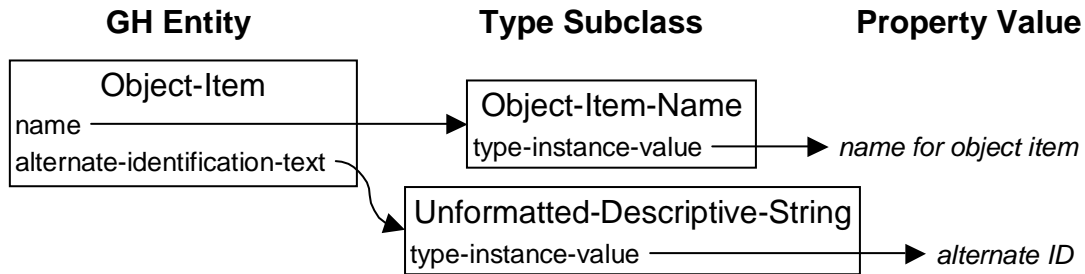 GH Entity Type Subclass Property Value
Object-Item
name
alternate-identification-text
Object-Item-Name
type-instance-value
name for object item
Unformatted-Descriptive-String
type-instance-value
alternate ID